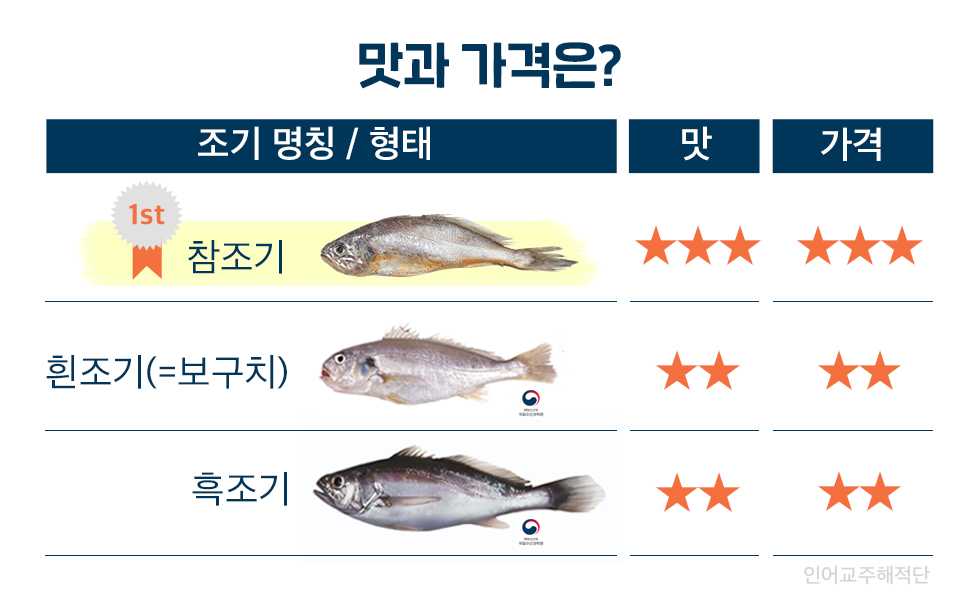 맛과 가격은?
조기 명칭 / 형태 맛 가격
1st
참조기
흰조기(=보구치)
흑조기
인어교주해적단